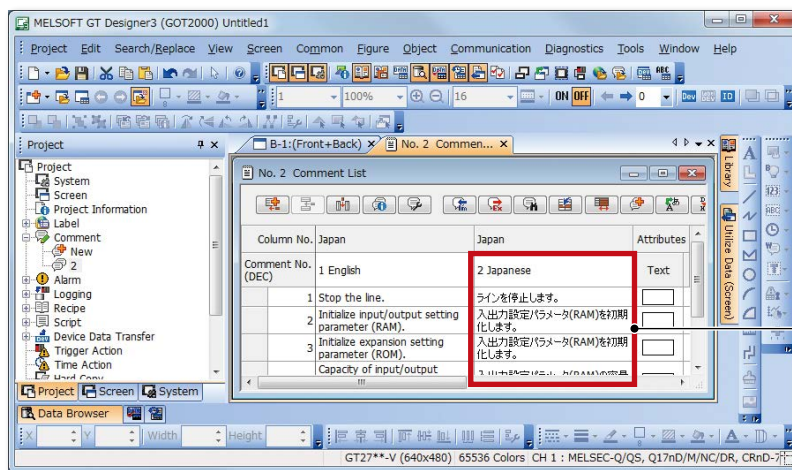 MELSOFT GT Designer3 (GOT2000) Untitled1
Project Edit Search/Replace View Screen Common Figure Object Communication Diagnostics Tools Window Help
1 100% 16 ON OFF 0 Dev ID
Project
B-1:(Front+Back) No. 2 Commen...
Project
System
Screen
Project Information
Label
Comment
New
2
Alarm
Logging
Recipe
Script
Device Data Transfer
Trigger Action
Time Action
Hard Copy
Project Screen System
No. 2 Comment List
Column No. Japan Japan Attributes
Comment No. (DEC) 1 English 2 Japanese Text
1 Stop the line. ラインを停止します。
2 Initialize input/output setting parameter (RAM). 入出力設定パラメータ(RAM)を初期化します。
3 Initialize expansion setting parameter (ROM). 入出力設定パラメータ(RAM)を初期化します。
Capacity of input/output
Library
Utilize Data (Screen)
Data Browser
X Y Width Height
GT27**-V (640x480) 65536 Colors CH 1 : MELSEC-Q/QS, Q17nD/M/NC/DR, CRnD-7